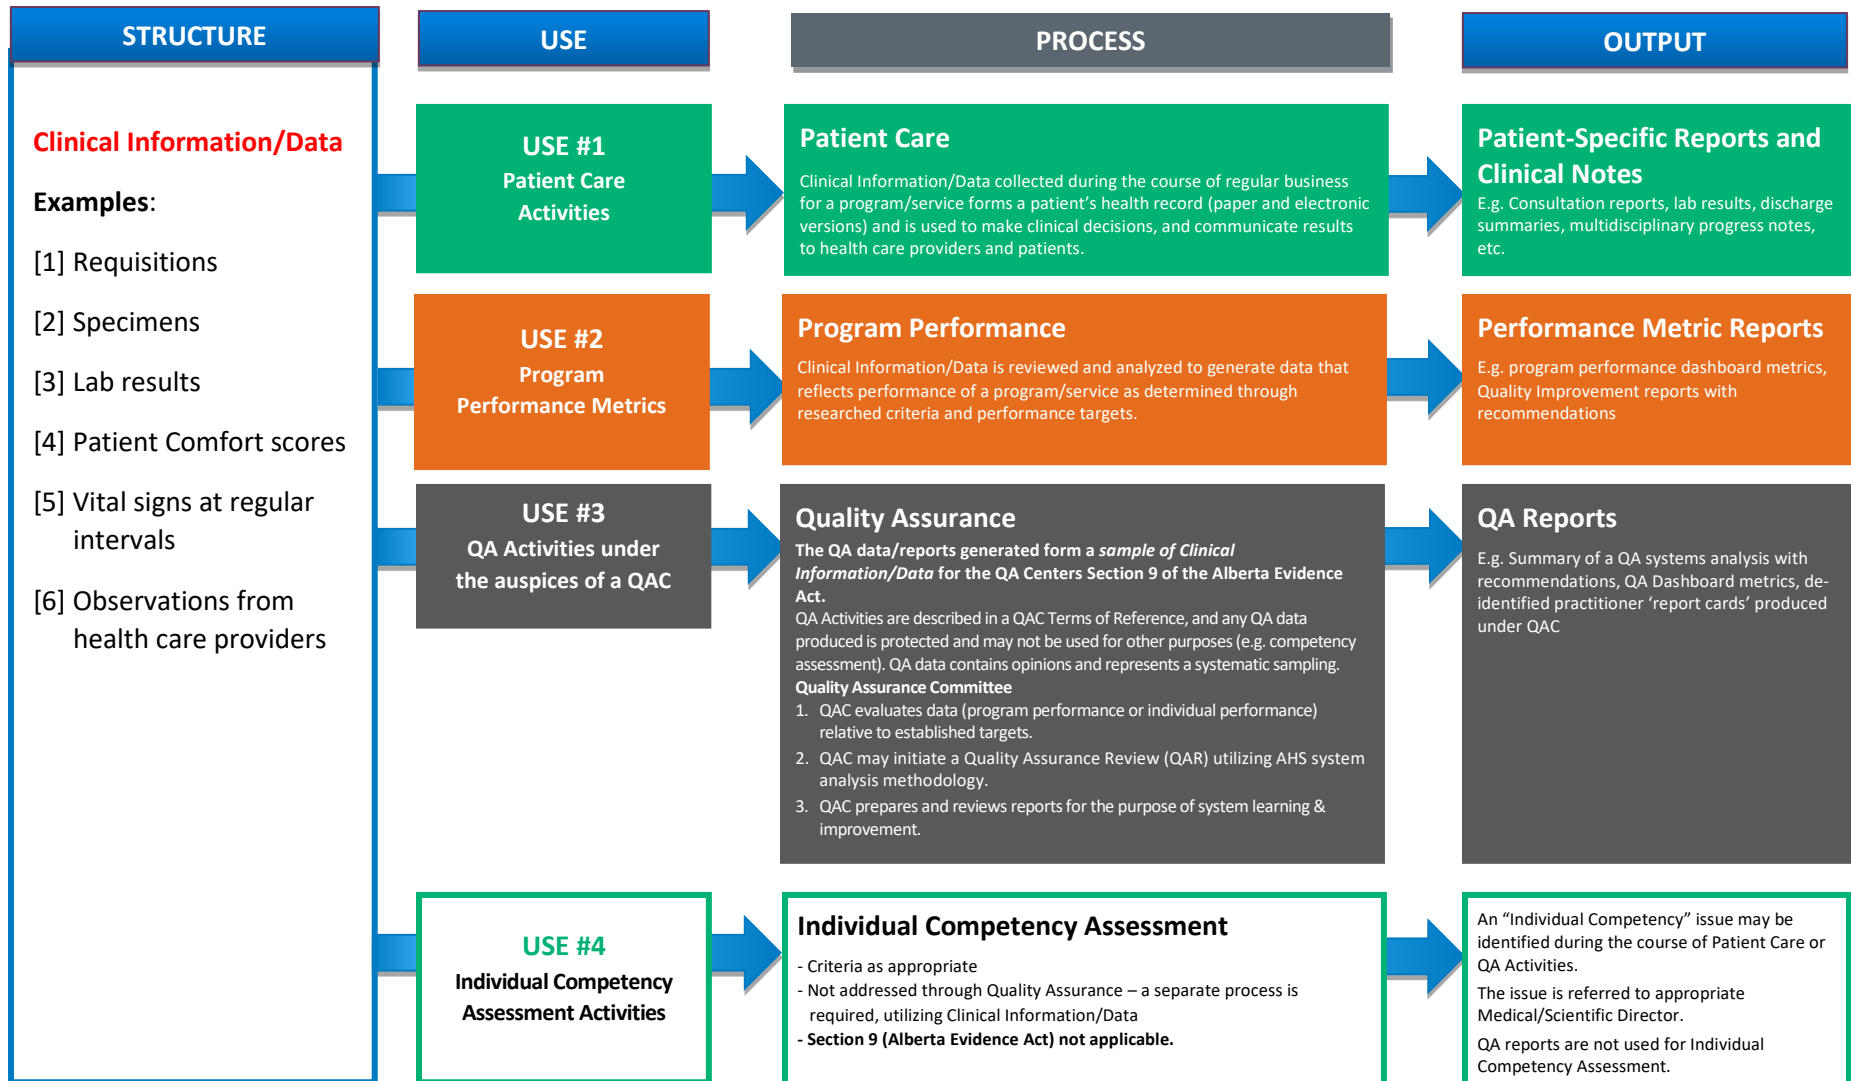 STRUCTURE
USE
PROCESS
OUTPUT
Clinical Information/Data
Examples:
[1] Requisitions
[2] Specimens
[3] Lab results
[4] Patient Comfort scores
[5] Vital signs at regular
intervals
[6] Observations from
health care providers
USE #1
Patient Care
Activities
Patient Care
Clinical Information/Data collected during the course of regular business
for a program/service forms a patient's health record (paper and electronic
versions) and is used to make clinical decisions, and communicate results
to health care providers and patients.
Patient-Specific Reports and
Clinical Notes
E.g. Consultation reports, lab results, discharge
summaries, multidisciplinary progress notes,
etc.
USE #2
Program
Performance Metrics
Program Performance
Clinical Information/Data is reviewed and analyzed to generate data that
reflects performance of a program/service as determined through
researched criteria and performance targets.
Performance Metric Reports
E.g. program performance dashboard metrics,
Quality Improvement reports with
recommendations
USE #3
QA Activities under
the auspices of a QAC
Quality Assurance
The QA data/reports generated form a sample of Clinical
Information/Data for the QA Centers Section 9 of the Alberta Evidence
Act.
QA Activities are described in a QAC Terms of Reference, and any QA data
produced is protected and may not be used for other purposes (e.g. competency
assessment). QA data contains opinions and represents a systematic sampling.
Quality Assurance Committee
1. QAC evaluates data (program performance or individual performance)
relative to established targets.
2. QAC may initiate a Quality Assurance Review (QAR) utilizing AHS system
analysis methodology.
3. QAC prepares and reviews reports for the purpose of system learning &
improvement.
QA Reports
E.g. Summary of a QA systems analysis with
recommendations, QA Dashboard metrics, de-
identified practitioner ‘report cards’ produced
under QAC
USE #4
Individual Competency
Assessment Activities
Individual Competency Assessment
- Criteria as appropriate
- Not addressed through Quality Assurance – a separate process is
required, utilizing Clinical Information/Data
- Section 9 (Alberta Evidence Act) not applicable.
An “Individual Competency” issue may be
identified during the course of Patient Care or
QA Activities.
The issue is referred to appropriate
Medical/Scientific Director.
QA reports are not used for Individual
Competency Assessment.